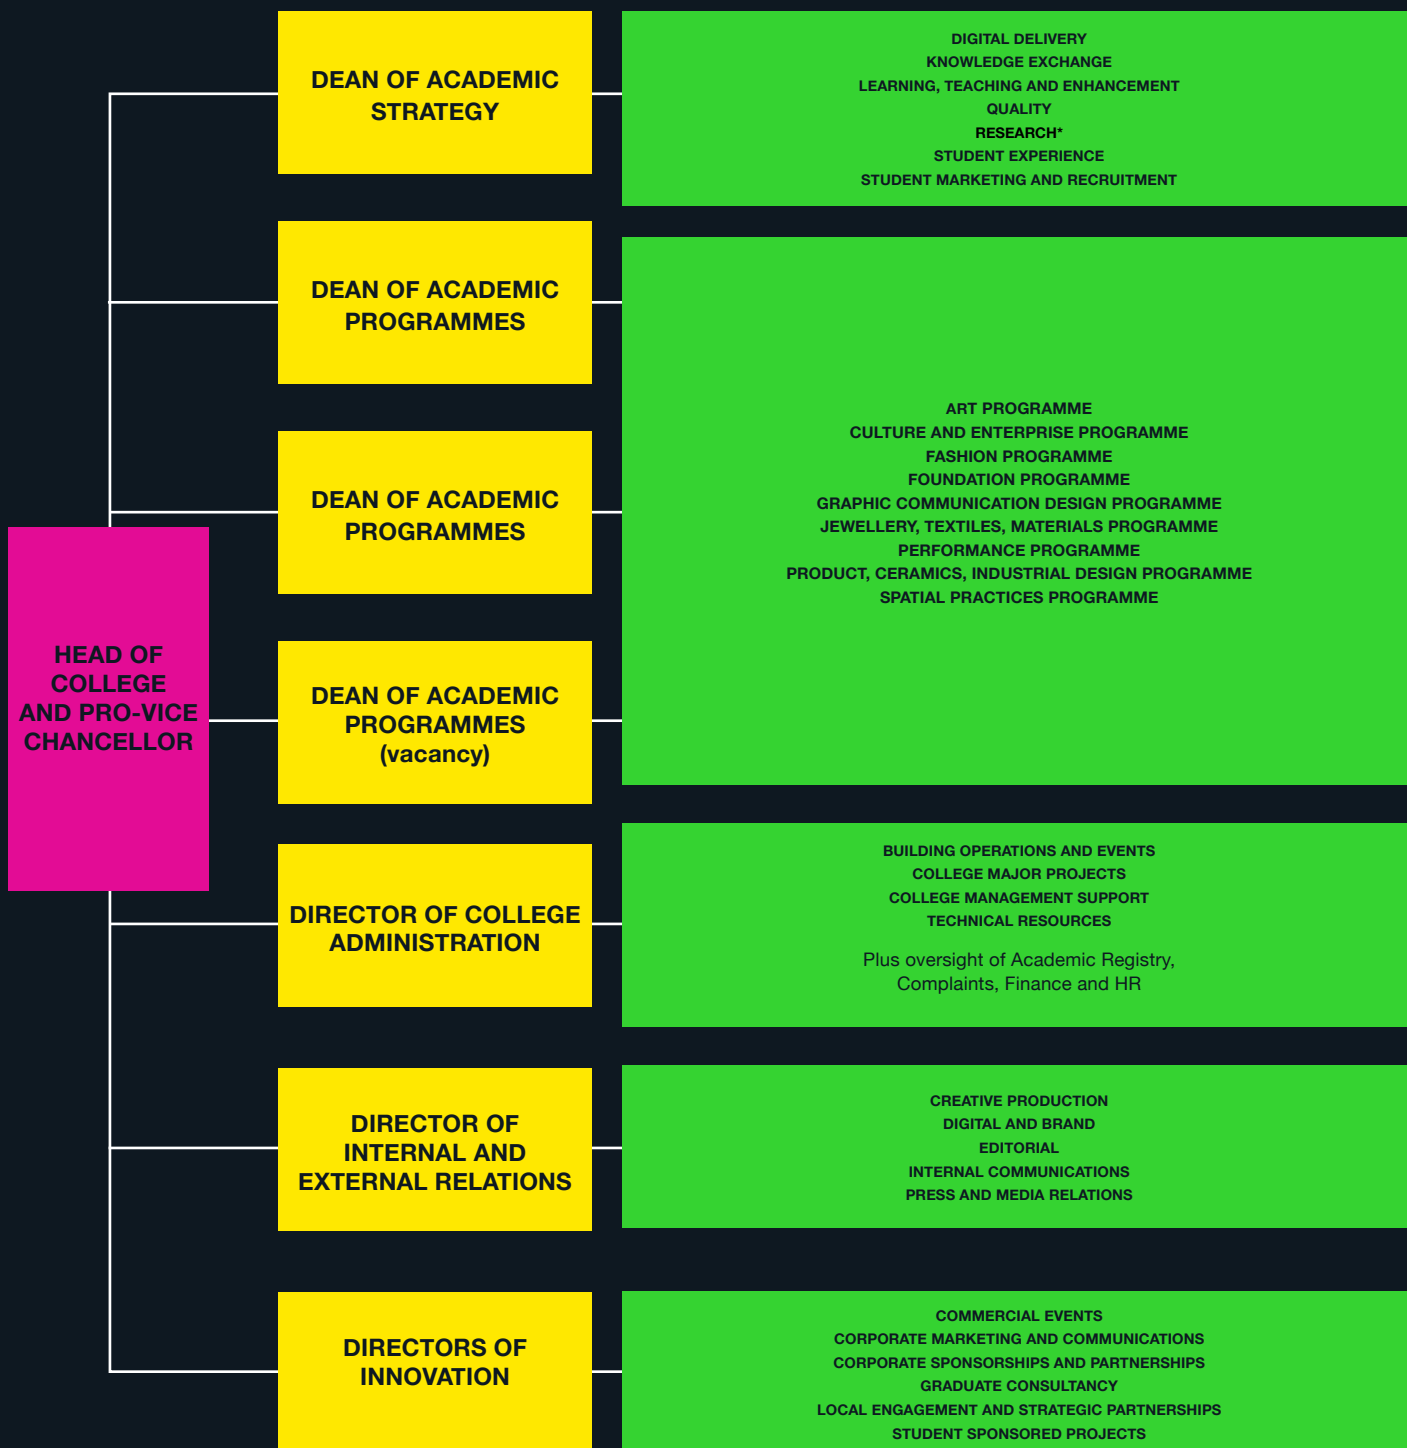 DEAN OF ACADEMIC
STRATEGY
DIGITAL DELIVERY
KNOWLEDGE EXCHANGE
LEARNING, TEACHING AND ENHANCEMENT
QUALITY
RESEARCH*
STUDENT EXPERIENCE
STUDENT MARKETING AND RECRUITMENT
DEAN OF ACADEMIC
PROGRAMMES
DEAN OF ACADEMIC
PROGRAMMES
DEAN OF ACADEMIC
PROGRAMMES
(vacancy)
ART PROGRAMME
CULTURE AND ENTERPRISE PROGRAMME
FASHION PROGRAMME
FOUNDATION PROGRAMME
GRAPHIC COMMUNICATION DESIGN PROGRAMME
JEWELLERY, TEXTILES, MATERIALS PROGRAMME
PERFORMANCE PROGRAMME
PRODUCT, CERAMICS, INDUSTRIAL DESIGN PROGRAMME
SPATIAL PRACTICES PROGRAMME
HEAD OF
COLLEGE
AND PRO-VICE
CHANCELLOR
DIRECTOR OF COLLEGE
ADMINISTRATION
BUILDING OPERATIONS AND EVENTS
COLLEGE MAJOR PROJECTS
COLLEGE MANAGEMENT SUPPORT
TECHNICAL RESOURCES
Plus oversight of Academic Registry,
Complaints, Finance and HR
DIRECTOR OF
INTERNAL AND
EXTERNAL RELATIONS
CREATIVE PRODUCTION
DIGITAL AND BRAND
EDITORIAL
INTERNAL COMMUNICATIONS
PRESS AND MEDIA RELATIONS
DIRECTORS OF
INNOVATION
COMMERCIAL EVENTS
CORPORATE MARKETING AND COMMUNICATIONS
CORPORATE SPONSORSHIPS AND PARTNERSHIPS
GRADUATE CONSULTANCY
LOCAL ENGAGEMENT AND STRATEGIC PARTNERSHIPS
STUDENT SPONSORED PROJECTS